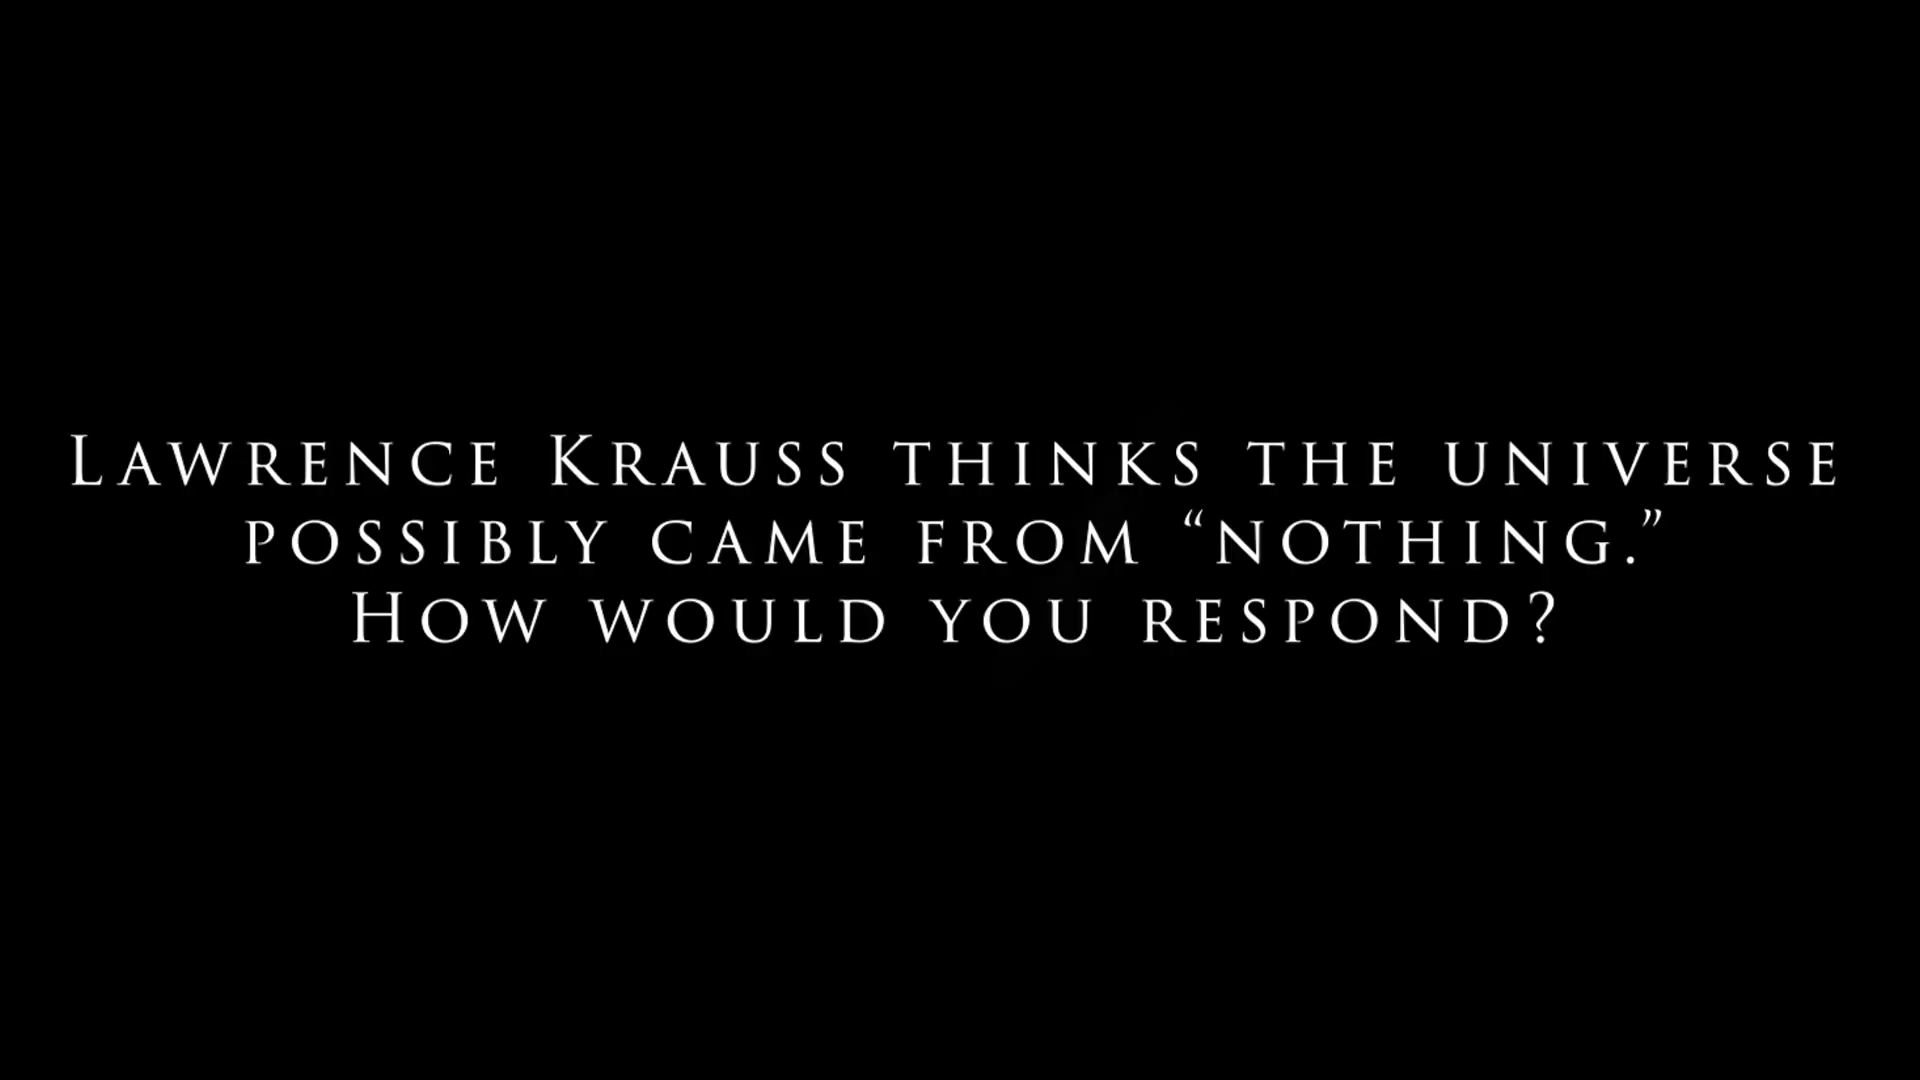 Lawrence Krauss thinks the universe
possibly came from “nothing.”
How would you respond?